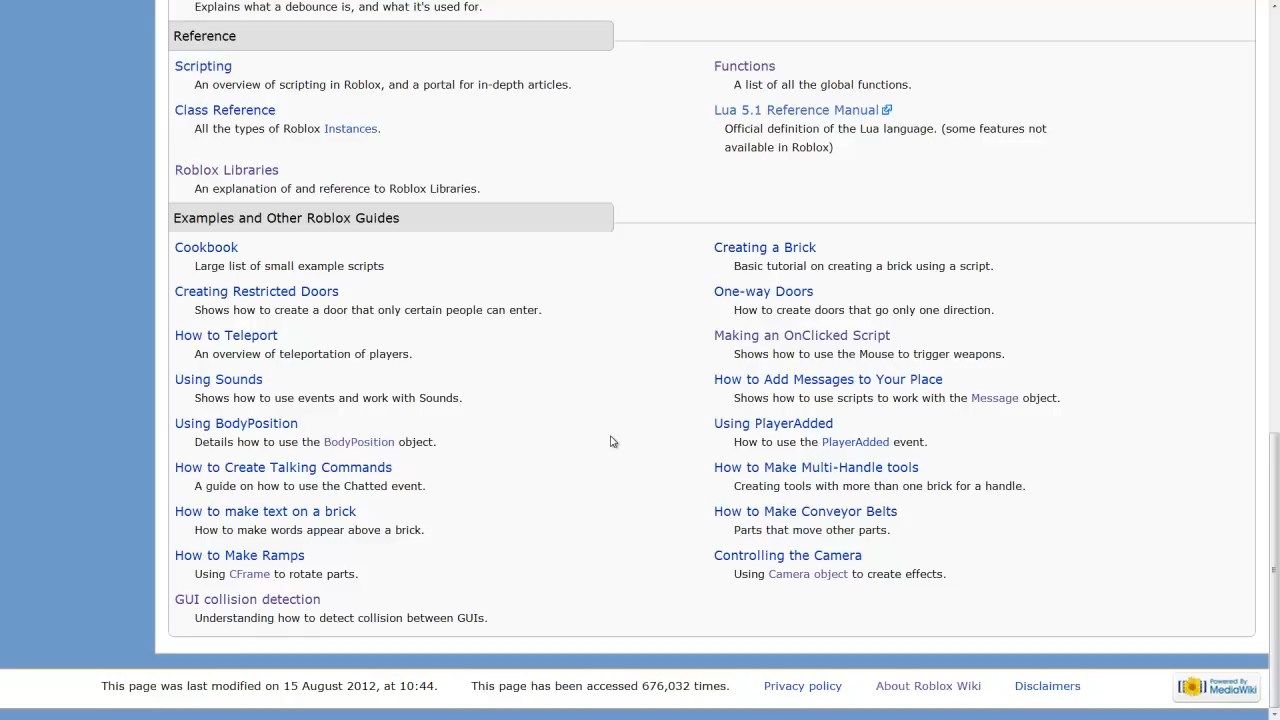 Explains what a debounce is, and what it's used for.
Reference
Scripting
An overview of scripting in Roblox, and a portal for in-depth articles.
Class Reference
All the types of Roblox Instances.
Roblox Libraries
An explanation of and reference to Roblox Libraries.
Functions
A list of all the global functions.
Lua 5.1 Reference Manual
Official definition of the Lua language. (some features not
available in Roblox)
Examples and Other Roblox Guides
Cookbook
Large list of small example scripts
Creating Restricted Doors
Shows how to create a door that only certain people can enter.
How to Teleport
An overview of teleportation of players.
Using Sounds
Shows how to use events and work with Sounds.
Using BodyPosition
Details how to use the BodyPosition object.
How to Create Talking Commands
A guide on how to use the Chatted event.
How to make text on a brick
How to make words appear above a brick.
How to Make Ramps
Using CFrame to rotate parts.
GUI collision detection
Understanding how to detect collision between GUIs.
Creating a Brick
Basic tutorial on creating a brick using a script.
One-way Doors
How to create doors that go only one direction.
Making an OnClicked Script
Shows how to use the Mouse to trigger weapons.
How to Add Messages to Your Place
Shows how to use scripts to work with the Message object.
Using PlayerAdded
How to use the PlayerAdded event.
How to Make Multi-Handle tools
Creating tools with more than one brick for a handle.
How to Make Conveyor Belts
Parts that move other parts.
Controlling the Camera
Using Camera object to create effects.
This page was last modified on 15 August 2012, at 10:44. This page has been accessed 676,032 times. Privacy policy About Roblox Wiki Disclaimers
Powered By
MediaWiki